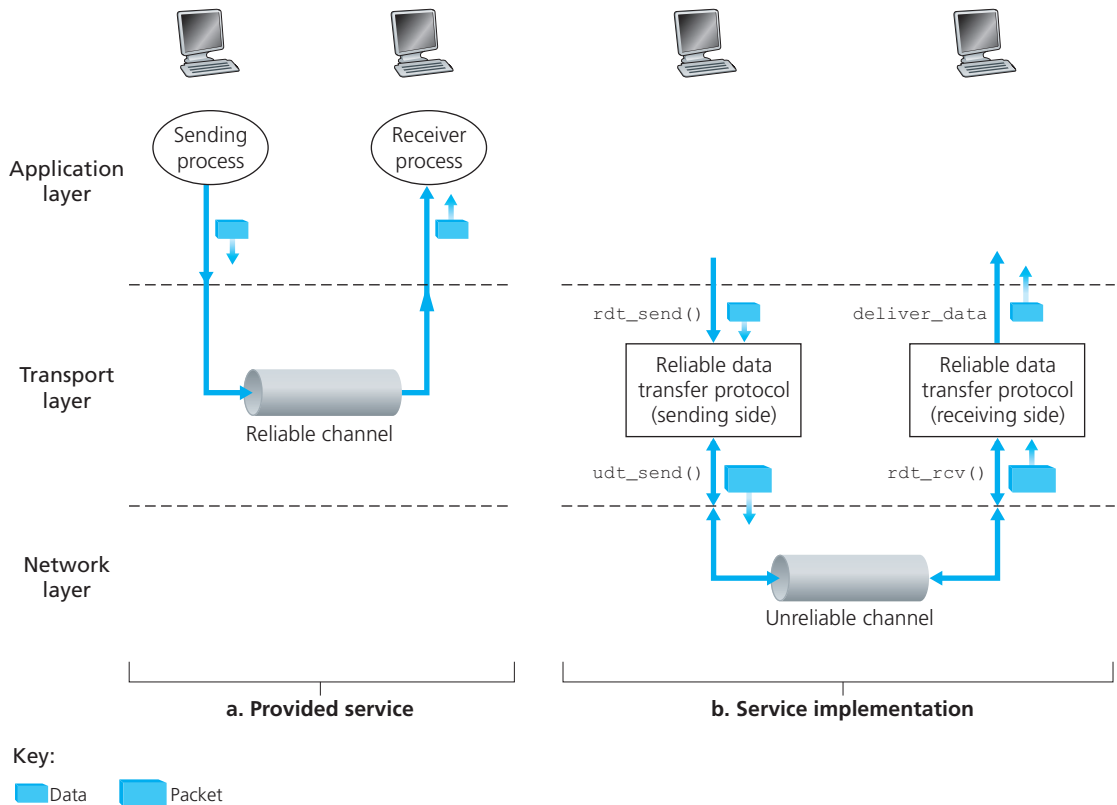 Sending
process
Receiver
process
Application
layer
rdt_send()
deliver_data
Transport
layer
Reliable channel
Reliable data
transfer protocol
(sending side)
Reliable data
transfer protocol
(receiving side)
udt_send()
rdt_rcv()
Network
layer
Unreliable channel
a. Provided service
b. Service implementation
Key:
Data
Packet